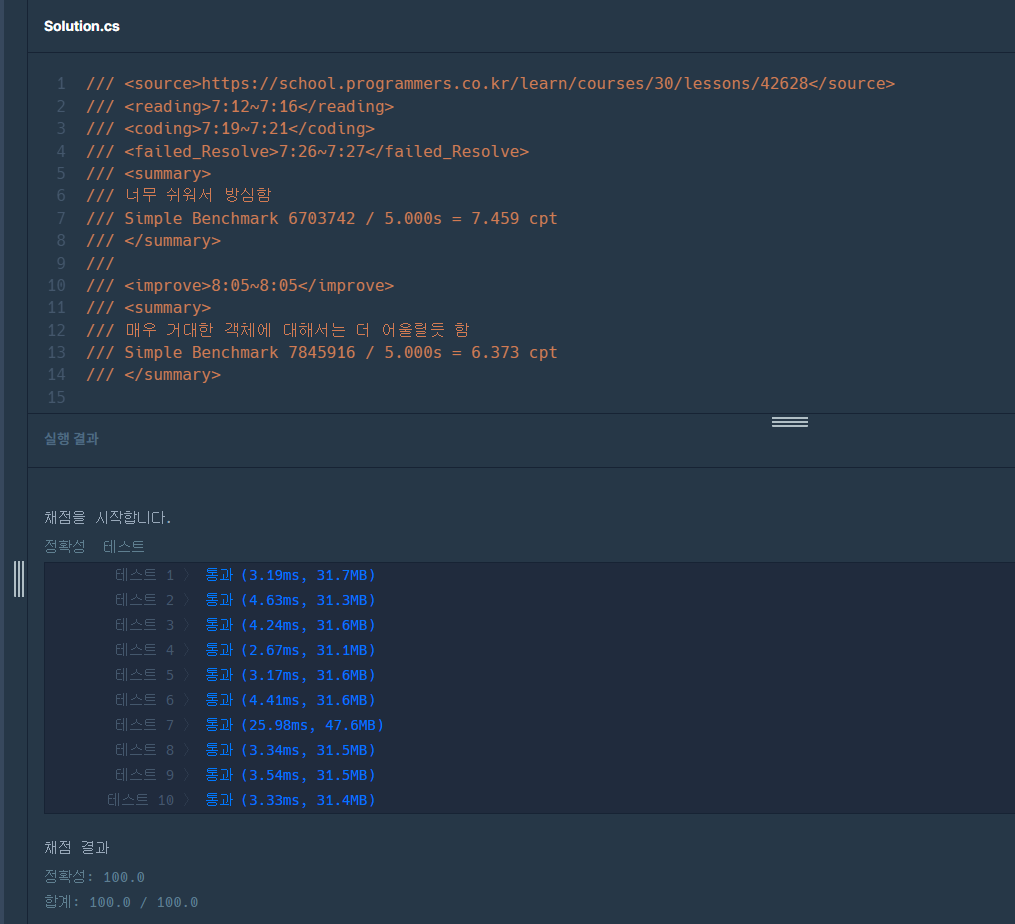 Solution.cs
1 /// <source>https://school.programmers.co.kr/learn/courses/30/lessons/42628</source>
2 /// <reading>7:12~7:16</reading>
3 /// <coding>7:19~7:21</coding>
4 /// <failed_Resolve>7:26~7:27</failed_Resolve>
5 /// <summary>
6 /// 너무 쉬워서 방심함
7 /// Simple Benchmark 6703742 / 5.000s = 7.459 cpt
8 /// </summary>
9 ///
10 /// <improve>8:05~8:05</improve>
11 /// <summary>
12 /// 매우 거대한 객체에 대해서는 더 어울릴듯 함
13 /// Simple Benchmark 7845916 / 5.000s = 6.373 cpt
14 /// </summary>
15
실행 결과
채점을 시작합니다.
정확성 테스트
테스트 1 〉 통과 (3.19ms, 31.7MB)
테스트 2 〉 통과 (4.63ms, 31.3MB)
테스트 3 〉 통과 (4.24ms, 31.6MB)
테스트 4 〉 통과 (2.67ms, 31.1MB)
테스트 5 〉 통과 (3.17ms, 31.6MB)
테스트 6 〉 통과 (4.41ms, 31.6MB)
테스트 7 〉 통과 (25.98ms, 47.6MB)
테스트 8 〉 통과 (3.34ms, 31.5MB)
테스트 9 〉 통과 (3.54ms, 31.5MB)
테스트 10 〉 통과 (3.33ms, 31.4MB)
채점 결과
정확성: 100.0
합계: 100.0 / 100.0